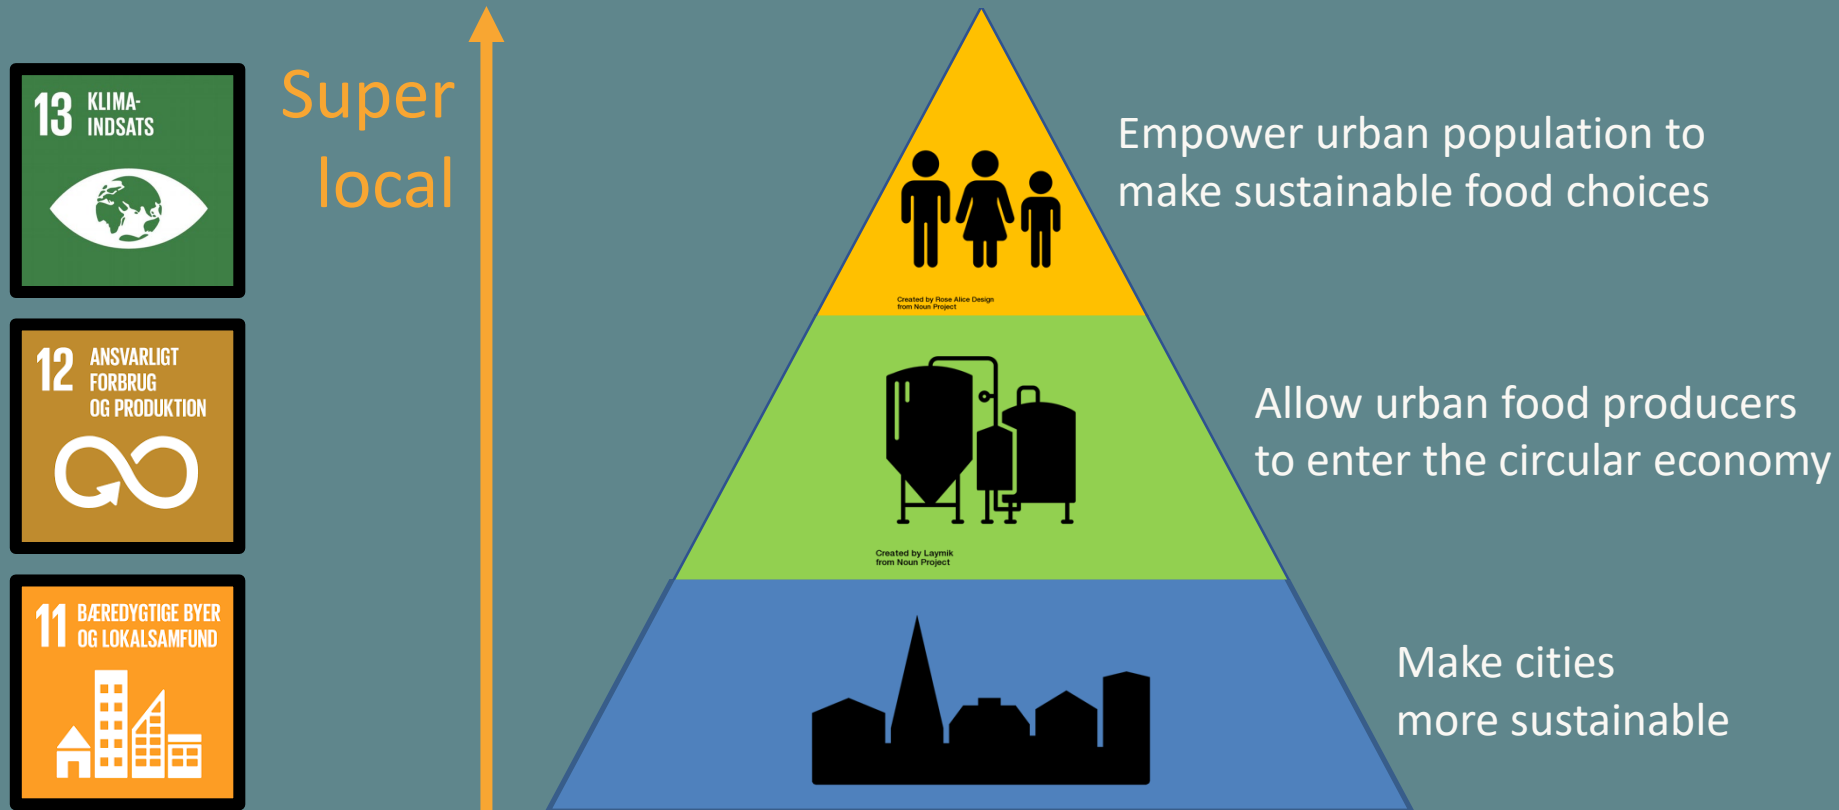 13 KLIMA-
INDSATS
12 ANSVARLIGT
FORBRUG
OG PRODUKTION
11 BÆREDYGTIGE BYER
OG LOKALSAMFUND
Super
local
Created by Rose Alice Design
from Noun Project
Created by Laymik
from Noun Project
Empower urban population to
make sustainable food choices
Allow urban food producers
to enter the circular economy
Make cities
more sustainable